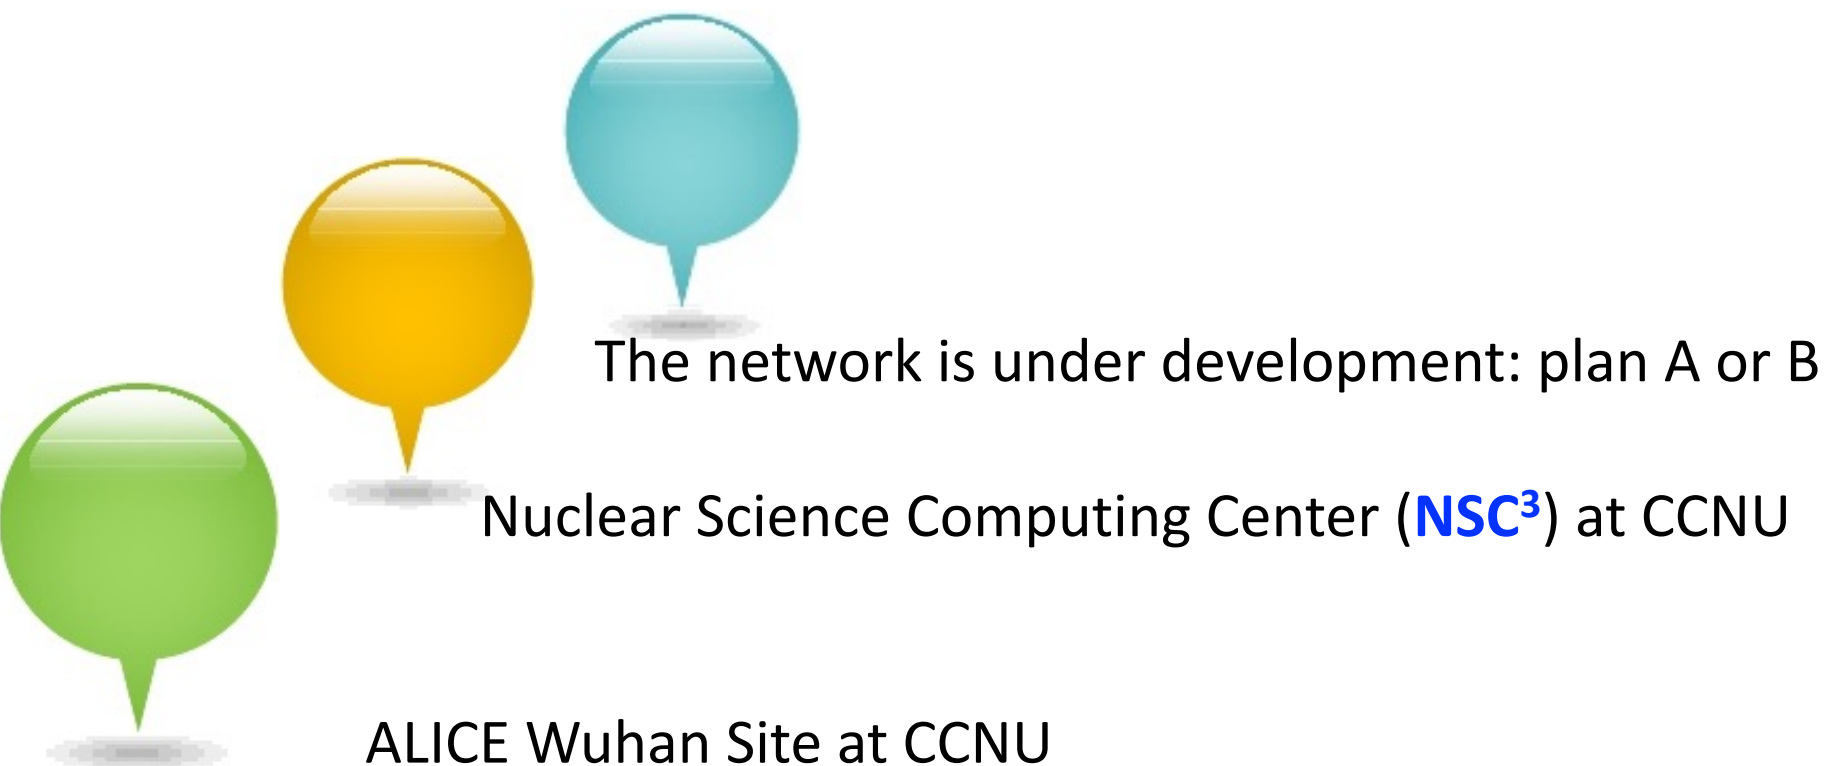 The network is under development: plan A or B
Nuclear Science Computing Center (NSC³) at CCNU
ALICE Wuhan Site at CCNU